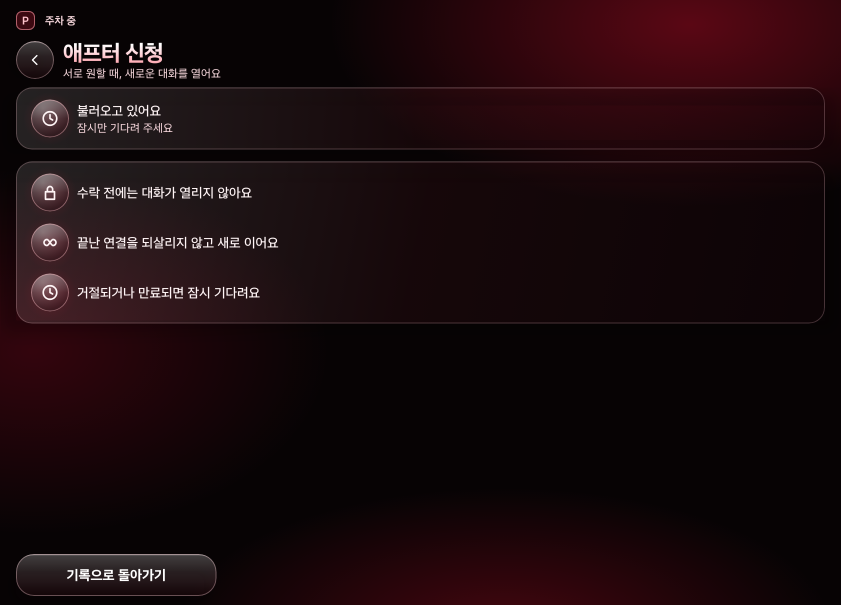 P 주차 중
애프터 신청
서로 원할 때, 새로운 대화를 열어요
불러오고 있어요
잠시만 기다려 주세요
수락 전에는 대화가 열리지 않아요
끝난 연결을 되살리지 않고 새로 이어요
거절되거나 만료되면 잠시 기다려요
기록으로 돌아가기